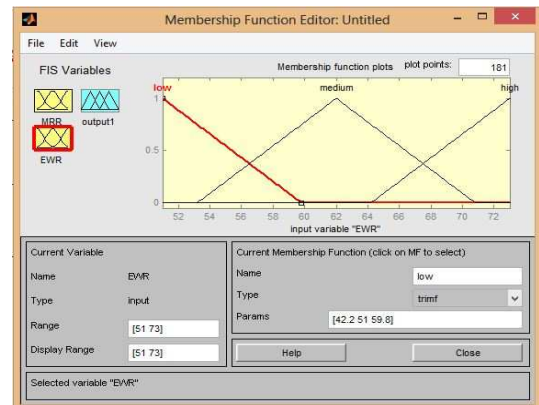 Membership Function Editor: Untitled
File Edit View
FIS Variables
MRR
output1
EWR
Membership function plots
plot points:
181
low
medium
high
1
0.5
0
52 54 56 58 60 62 64 66 68 70 72
input variable "EWR"
Current Variable
Name EWR
Type input
Range [51 73]
Display Range [51 73]
Current Membership Function (click on MF to select)
Name low
Type trimf
Params [42.2 51 59.8]
Help
Close
Selected variable "EWR"